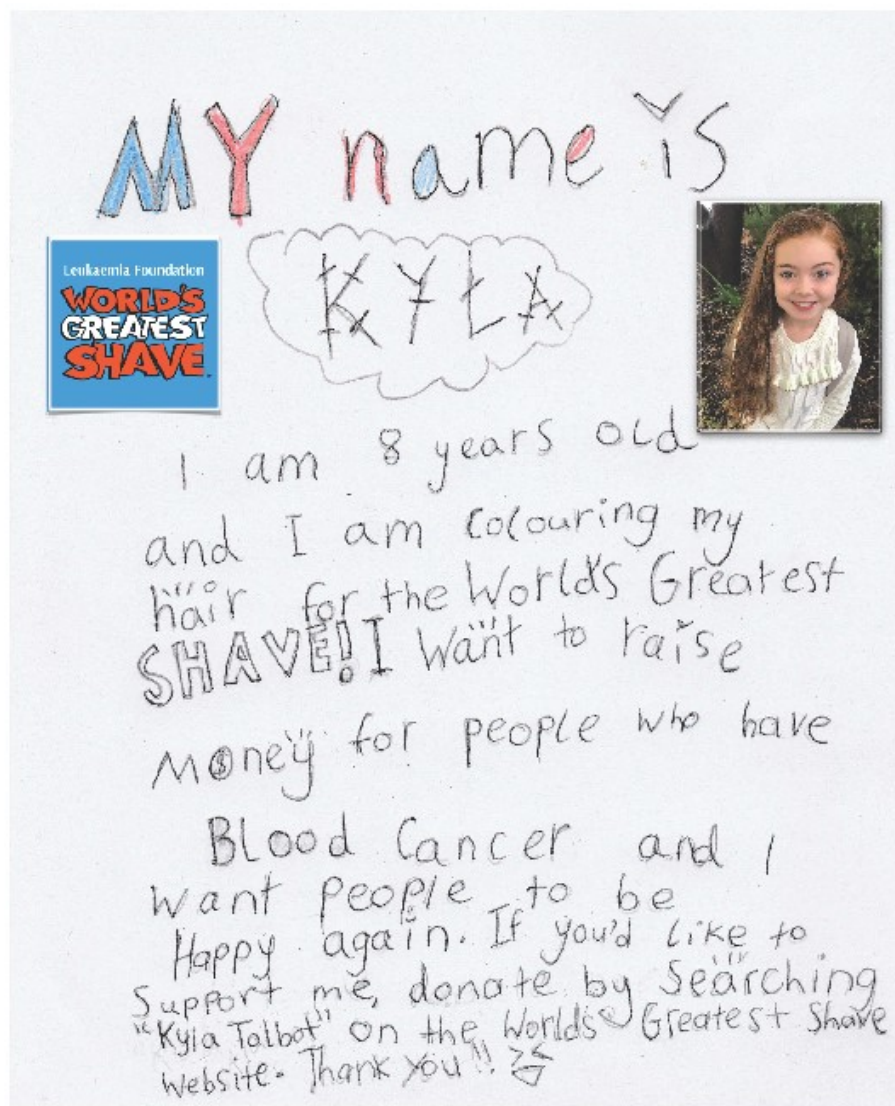 MY name is
Leukaemia Foundation
WORLD'S
GREATEST
SHAVE
KYLA
I am 8 years old
and I am colouring my
hair for the World's Greatest
SHAVE! I want to raise
money for people who have
Blood Cancer and I
want people to be
Happy again. If you'd like to
Support me, donate by Searching
"Kyla Talbot" on the World's Greatest Shave
website. Thank you!!